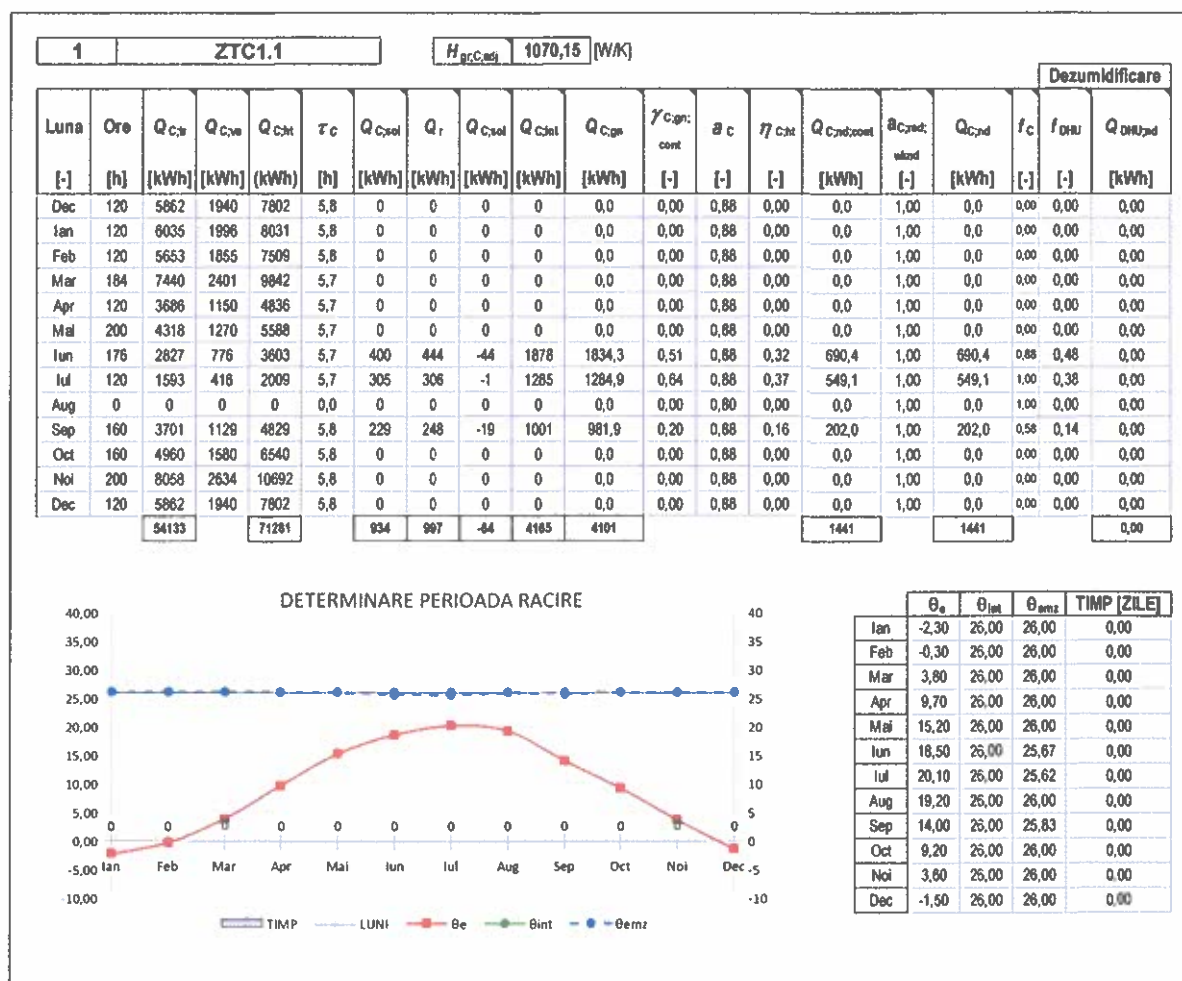 1 ZTC1.1 H gr;C;adj 1070,15 [W/K]
Dezumidificare
Luna Ore Q C;tr Q C;ve Q C;ht τ C Q C;sol Q r Q C;sol Q C;int Q C;gn γ C;gn; cont a C η C;ht Q C;nd;cont a C;red; wknd Q C;nd f C f DHU Q DHU;nd
[-] [h] [kWh] [kWh] (kWh) [h] [kWh] [kWh] [kWh] [kWh] [kWh] [-] [-] [-] [kWh] [-] [kWh] [-] [-] [kWh]
Dec 120 5862 1940 7802 5,8 0 0 0 0 0,0 0,00 0,88 0,00 0,0 1,00 0,0 0,00 0,00 0,00
Ian 120 6035 1996 8031 5,8 0 0 0 0 0,0 0,00 0,88 0,00 0,0 1,00 0,0 0,00 0,00 0,00
Feb 120 5653 1855 7509 5,8 0 0 0 0 0,0 0,00 0,88 0,00 0,0 1,00 0,0 0,00 0,00 0,00
Mar 184 7440 2401 9842 5,7 0 0 0 0 0,0 0,00 0,88 0,00 0,0 1,00 0,0 0,00 0,00 0,00
Apr 120 3686 1150 4836 5,7 0 0 0 0 0,0 0,00 0,88 0,00 0,0 1,00 0,0 0,00 0,00 0,00
Mai 200 4318 1270 5588 5,7 0 0 0 0 0,0 0,00 0,88 0,00 0,0 1,00 0,0 0,00 0,00 0,00
Iun 176 2827 776 3603 5,7 400 444 -44 1878 1834,3 0,51 0,88 0,32 690,4 1,00 690,4 0,88 0,48 0,00
Iul 120 1593 416 2009 5,7 305 306 -1 1285 1284,9 0,64 0,88 0,37 549,1 1,00 549,1 1,00 0,38 0,00
Aug 0 0 0 0 0,0 0 0 0 0 0,0 0,00 0,80 0,00 0,0 1,00 0,0 1,00 0,00 0,00
Sep 160 3701 1129 4829 5,8 229 248 -19 1001 981,9 0,20 0,88 0,16 202,0 1,00 202,0 0,58 0,14 0,00
Oct 160 4960 1580 6540 5,8 0 0 0 0 0,0 0,00 0,88 0,00 0,0 1,00 0,0 0,00 0,00 0,00
Noi 200 8058 2634 10692 5,8 0 0 0 0 0,0 0,00 0,88 0,00 0,0 1,00 0,0 0,00 0,00 0,00
Dec 120 5862 1940 7802 5,8 0 0 0 0 0,0 0,00 0,88 0,00 0,0 1,00 0,0 0,00 0,00 0,00
54133 71281 934 997 -64 4165 4101 1441 1441 0,00
DETERMINARE PERIOADA RACIRE
40,00 40
35,00 35
30,00 30
25,00 25
20,00 20
15,00 15
10,00 10
5,00 5
0 0 0 0 0 0 0 0 0 0 0 0
0,00 0
Ian Feb Mar Apr Mai Iun Iul Aug Sep Oct Noi Dec
-5,00 -5
-10,00 -10
TIMP LUNI θe θint θemz
θe θint θemz TIMP [ZILE]
Ian -2,30 26,00 26,00 0,00
Feb -0,30 26,00 26,00 0,00
Mar 3,80 26,00 26,00 0,00
Apr 9,70 26,00 26,00 0,00
Mai 15,20 26,00 26,00 0,00
Iun 18,50 26,00 25,67 0,00
Iul 20,10 26,00 25,62 0,00
Aug 19,20 26,00 26,00 0,00
Sep 14,00 26,00 25,83 0,00
Oct 9,20 26,00 26,00 0,00
Noi 3,60 26,00 26,00 0,00
Dec -1,50 26,00 26,00 0,00